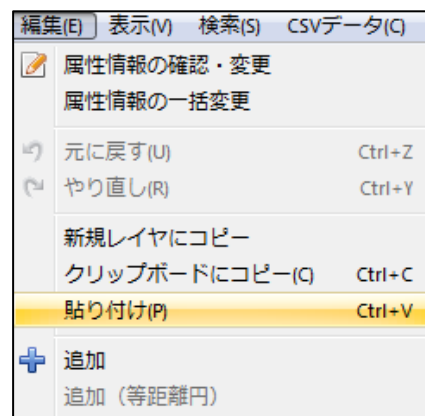 編集(E) 表示(V) 検索(S) CSVデータ(C)
属性情報の確認・変更
属性情報の一括変更
元に戻す(U) Ctrl+Z
やり直し(R) Ctrl+Y
新規レイヤにコピー
クリップボードにコピー(C) Ctrl+C
貼り付け(P) Ctrl+V
追加
追加（等距離円）